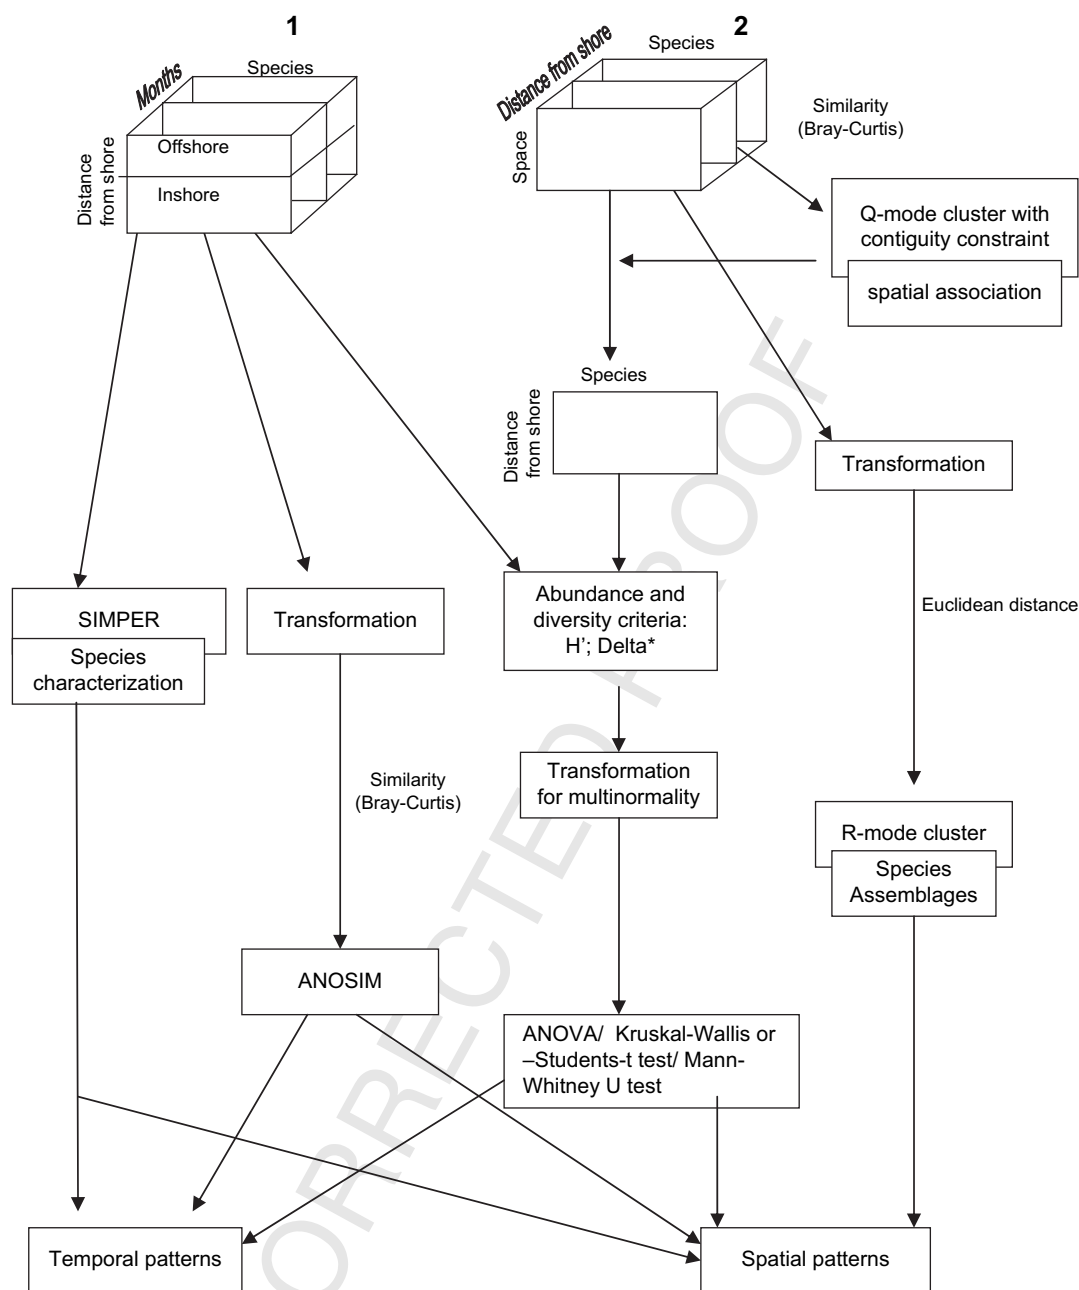 1
2
Months
Species
Offshore
Inshore
Distance
from shore
Distance from shore
Species
Space
Similarity
(Bray-Curtis)
Q-mode cluster with
contiguity constraint
spatial association
Species
Distance
from shore
Transformation
SIMPER
Species
characterization
Transformation
Abundance and
diversity criteria:
H’; Delta*
Euclidean distance
Similarity
(Bray-Curtis)
Transformation
for multinormality
R-mode cluster
Species
Assemblages
ANOSIM
ANOVA/ Kruskal-Wallis or
–Students-t test/ Mann-
Whitney U test
Temporal patterns
Spatial patterns
ORRECTED PROOF